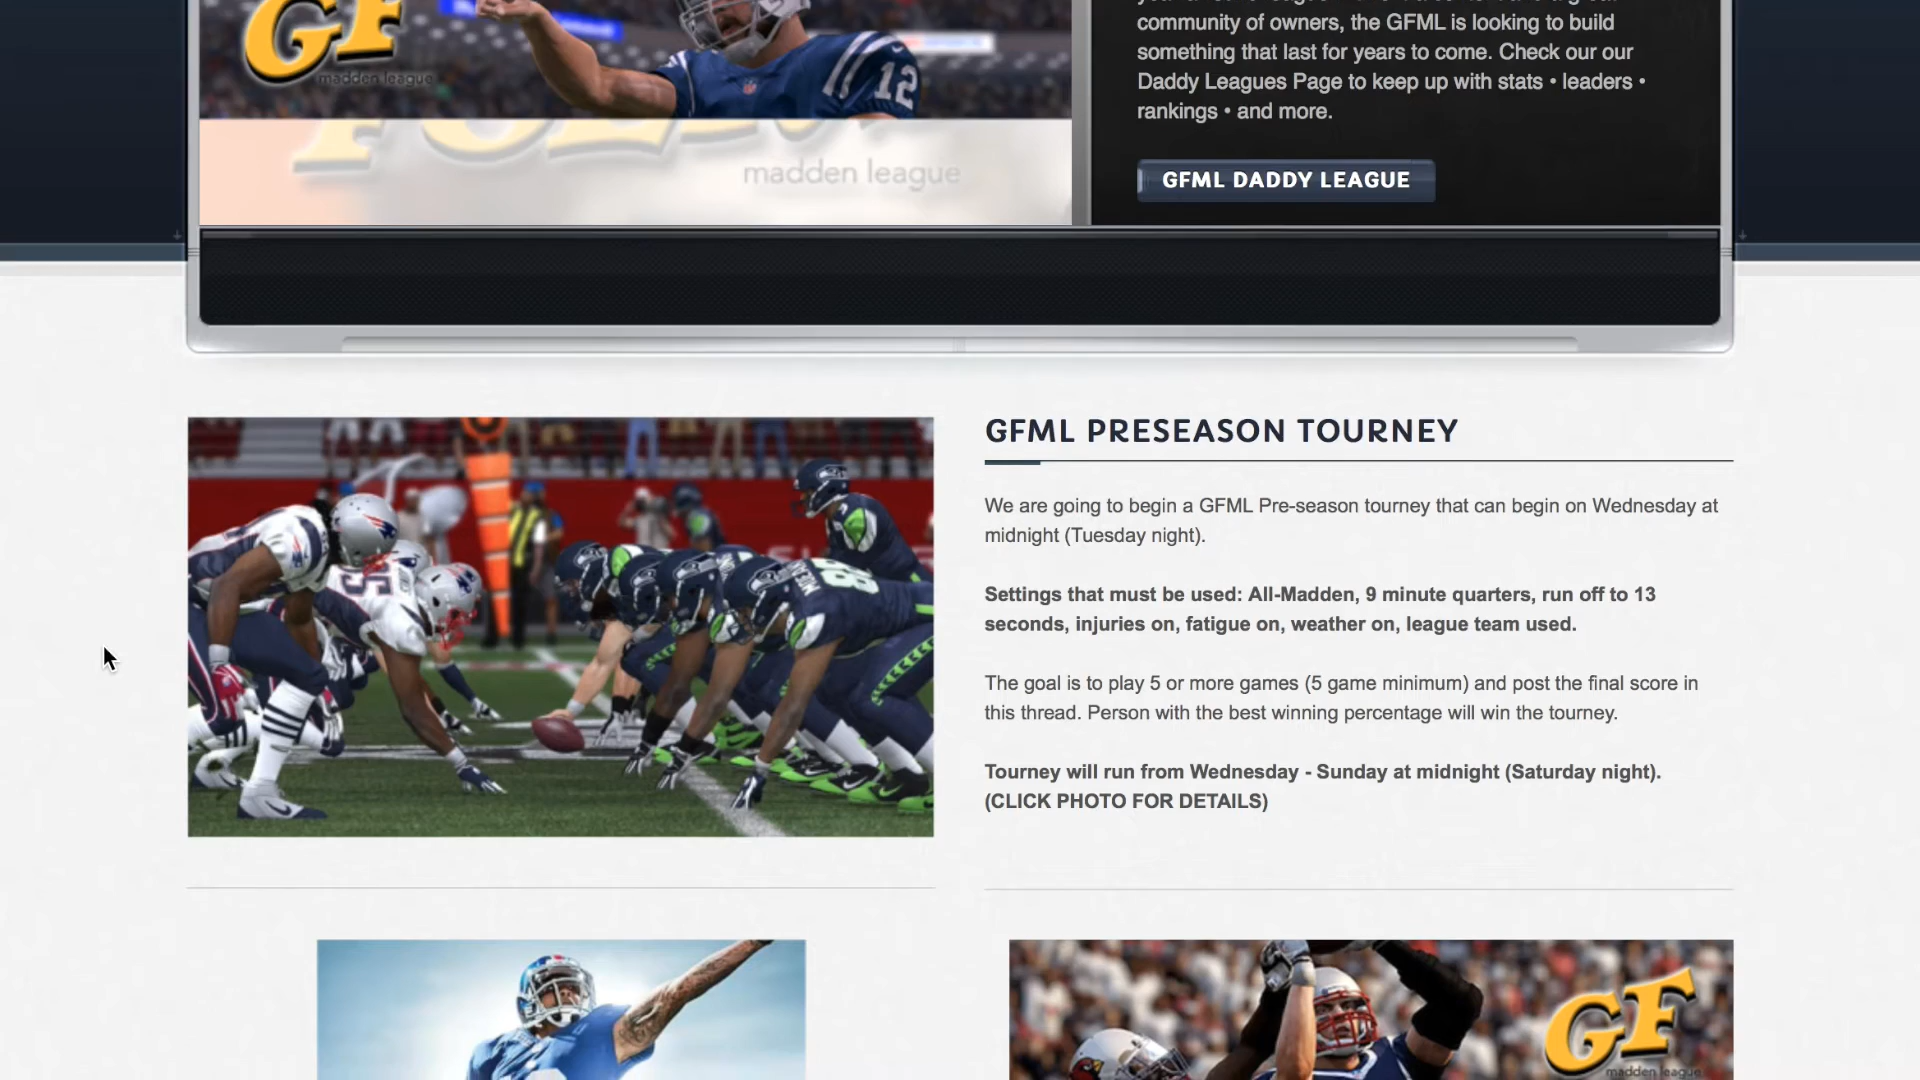 community of owners, the GFML is looking to build
something that last for years to come. Check our our
Daddy Leagues Page to keep up with stats • leaders •
rankings • and more.
GFML DADDY LEAGUE
GF
madden league
12
madden league
GFML PRESEASON TOURNEY
We are going to begin a GFML Pre-season tourney that can begin on Wednesday at
midnight (Tuesday night).
Settings that must be used: All-Madden, 9 minute quarters, run off to 13
seconds, injuries on, fatigue on, weather on, league team used.
The goal is to play 5 or more games (5 game minimum) and post the final score in
this thread. Person with the best winning percentage will win the tourney.
Tourney will run from Wednesday - Sunday at midnight (Saturday night).
(CLICK PHOTO FOR DETAILS)
GF
madden league